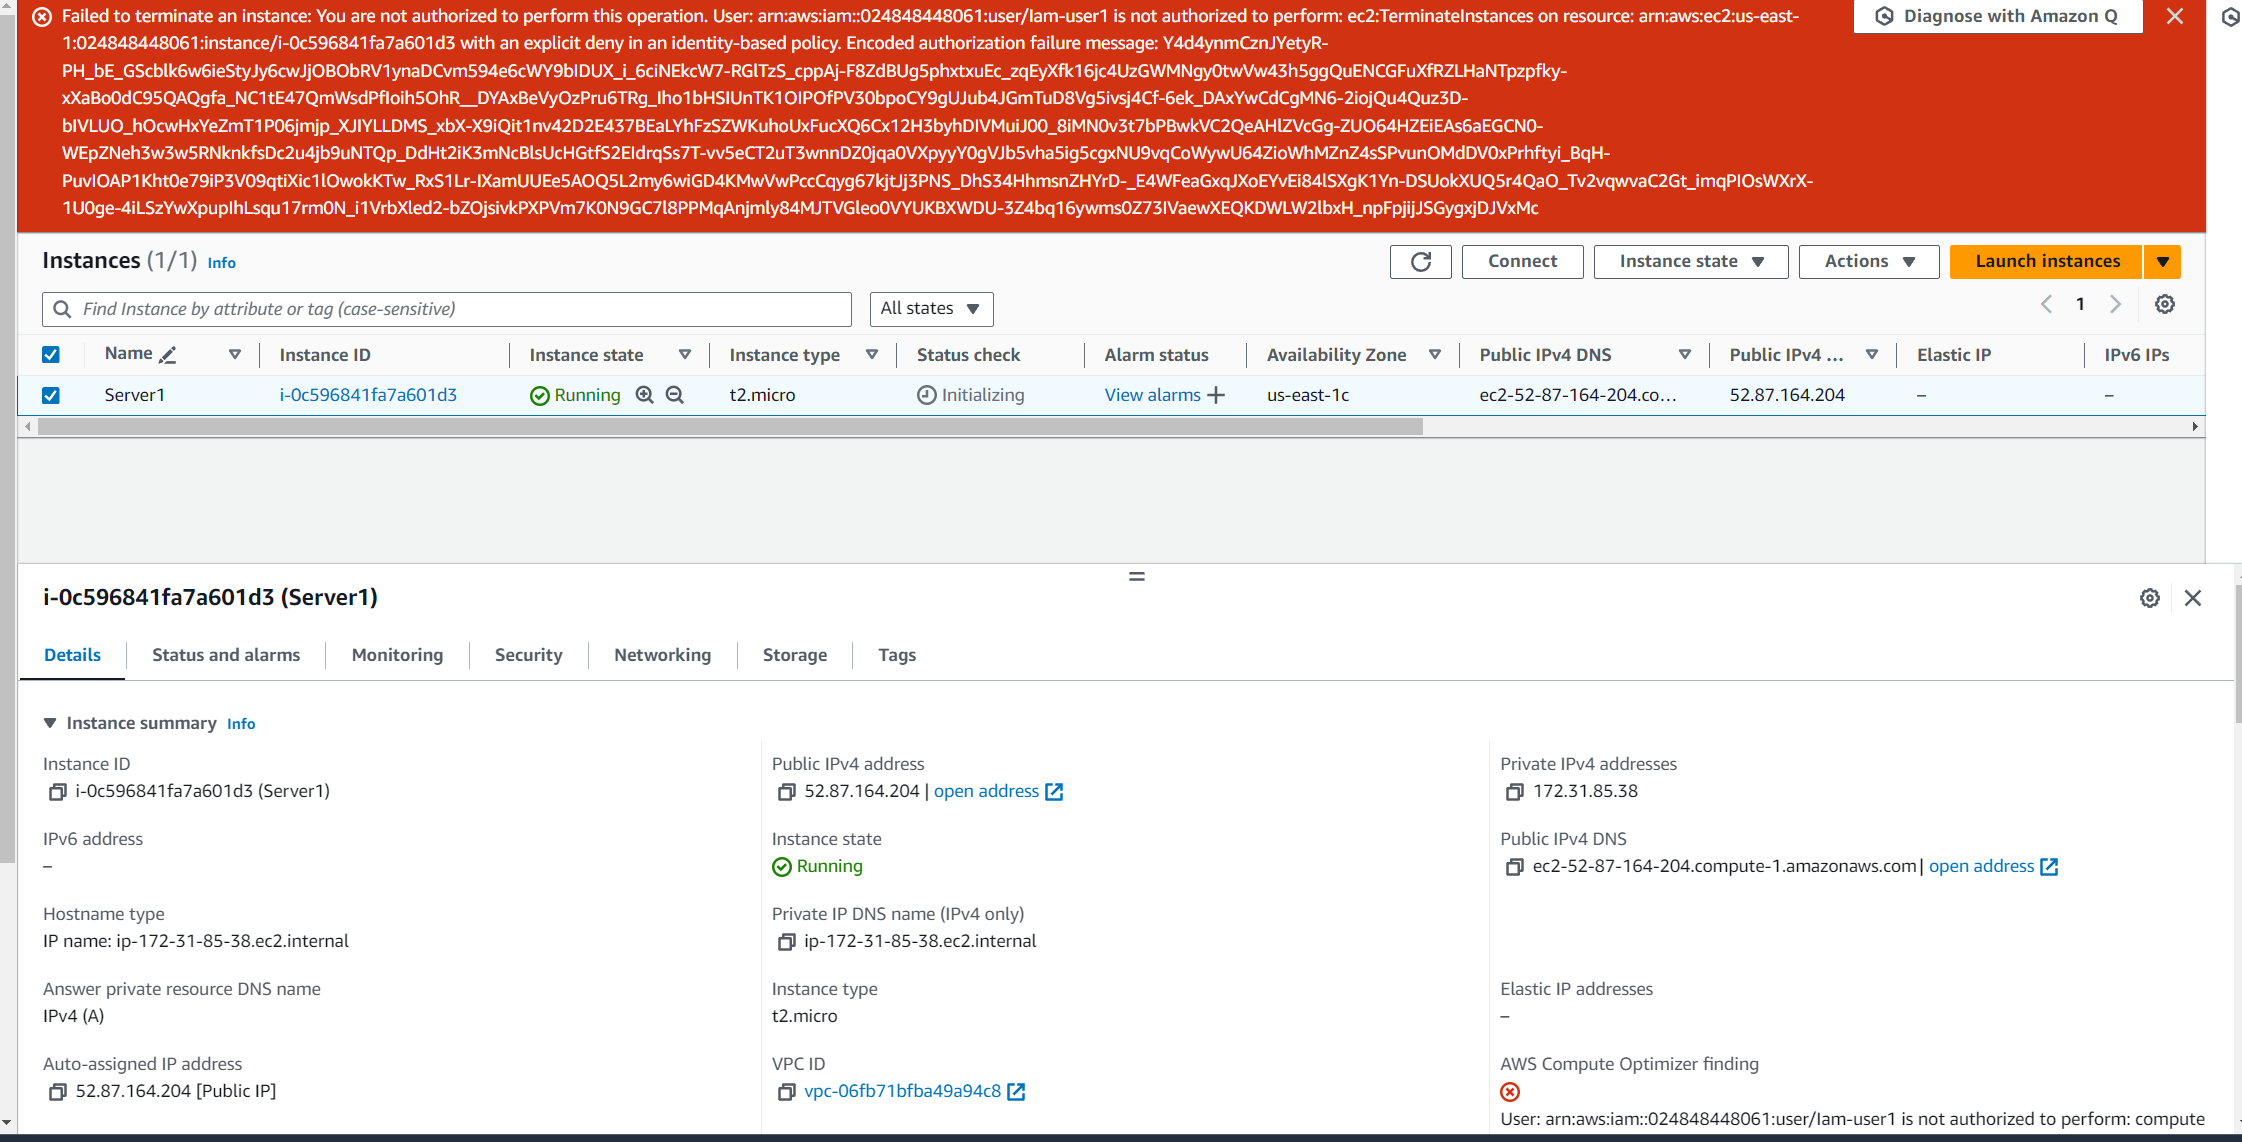 Failed to terminate an instance: You are not authorized to perform this operation. User: arn:aws:iam::024848448061:user/Iam-user1 is not authorized to perform: ec2:TerminateInstances on resource: arn:aws:ec2:us-east-
1:024848448061:instance/i-0c596841fa7a601d3 with an explicit deny in an identity-based policy. Encoded authorization failure message: Y4d4ynmCznJYetyR-
PH_bE_GScblk6w6ieStyJy6cwJjOBObRV1ynaDCvm594e6cWY9bIDUX_i_6ciNEkcW7-RGlTzS_cppAj-F8ZdBUg5phxtxuEc_zqEyXfk16jc4UzGWMNgy0twVw43h5ggQuENCGFuXfRZLHaNTpzpfky-
xXaBo0dC95QAQgfa_NC1tE47QmWsdPfIoih5OhR__DYAxBeVyOzPru6TRg_Iho1bHSIUnTK1OIPOfPV30bpoCY9gUJub4JGmTuD8Vg5ivsj4Cf-6ek_DAxYwCdCgMN6-2iojQu4Quz3D-
bIVLUO_hOcwHxYeZmT1P06jmjp_XJIYLLDMS_xbX-X9iQit1nv42D2E437BEaLYhFzSZWKuhoUxFucXQ6Cx12H3byhDIVMuiJ00_8iMN0v3t7bPBwkVC2QeAHlZVcGg-ZUO64HZEiEAs6aEGCN0-
WEpZNeh3w3w5RNknkfsDc2u4jb9uNTQp_DdHt2iK3mNcBlsUcHGtfS2EIdrqSs7T-vv5eCT2uT3wnnDZ0jqa0VXpyyY0gVJb5vha5ig5cgxNU9vqCoWywU64ZioWhMZnZ4sSPvunOMdDV0xPrhftyi_BqH-
PuvIOAP1Kht0e79iP3V09qtiXic1lOwokKTw_RxS1Lr-IXamUUEe5AOQ5L2my6wiGD4KMwVwPccCqyg67kjtJj3PNS_DhS34HhmsnZHYrD-_E4WFeaGxqJXoEYvEi84lSXgK1Yn-DSUokXUQ5r4QaO_Tv2vqwvaC2Gt_imqPIOsWXrX-
1U0ge-4iLSzYwXpupIhLsqu17rm0N_i1VrbXled2-bZOjsivkPXPVm7K0N9GC7l8PPMqAnjmly84MJTVGleo0VYUKBXWDU-3Z4bq16ywms0Z73IVaewXEQKDWLW2lbxH_npFpjijJSGygxjDJVxMc
Diagnose with Amazon Q
Instances (1/1) Info
Connect
Instance state
Actions
Launch instances
Find Instance by attribute or tag (case-sensitive)
All states
1
Name Instance ID Instance state Instance type Status check Alarm status Availability Zone Public IPv4 DNS Public IPv4 ... Elastic IP IPv6 IPs
Server1 i-0c596841fa7a601d3 Running t2.micro Initializing View alarms us-east-1c ec2-52-87-164-204.co... 52.87.164.204 – –
i-0c596841fa7a601d3 (Server1)
Details Status and alarms Monitoring Security Networking Storage Tags
Instance summary Info
Instance ID
i-0c596841fa7a601d3 (Server1)
Public IPv4 address
52.87.164.204 | open address
Private IPv4 addresses
172.31.85.38
IPv6 address
–
Instance state
Running
Public IPv4 DNS
ec2-52-87-164-204.compute-1.amazonaws.com | open address
Hostname type
IP name: ip-172-31-85-38.ec2.internal
Private IP DNS name (IPv4 only)
ip-172-31-85-38.ec2.internal
Answer private resource DNS name
IPv4 (A)
Instance type
t2.micro
Elastic IP addresses
–
Auto-assigned IP address
52.87.164.204 [Public IP]
VPC ID
vpc-06fb71bfba49a94c8
AWS Compute Optimizer finding
User: arn:aws:iam::024848448061:user/Iam-user1 is not authorized to perform: compute